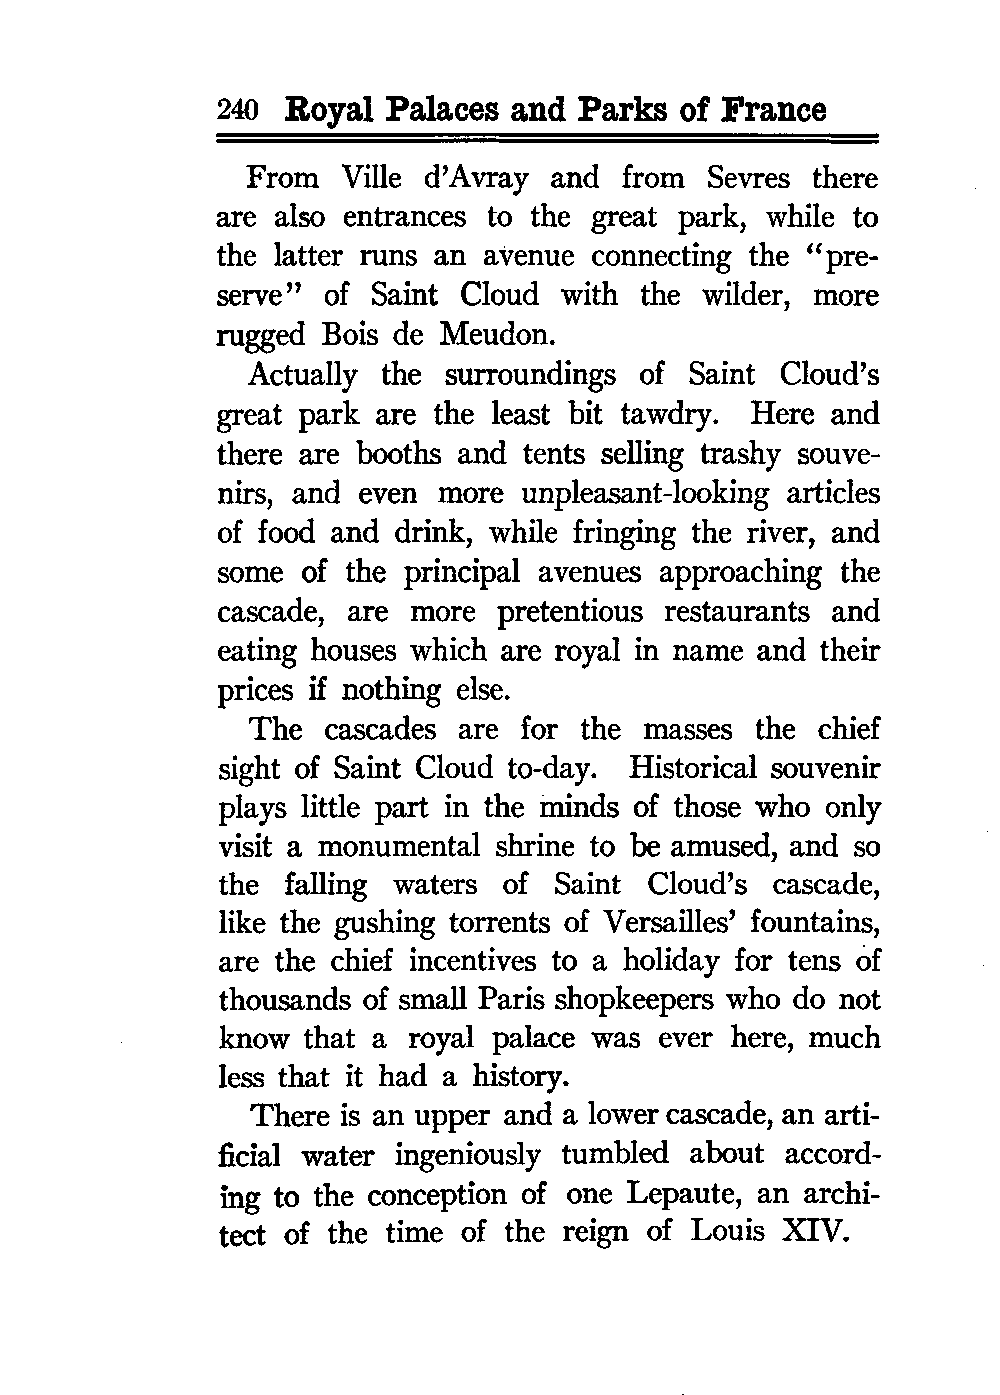 240 Royal Palaces and Parks of France
From Ville d'Avray and from Sevres there
are also entrances to the great park, while to
the latter runs an avenue connecting the "pre-
serve" of Saint Cloud with the wilder, more
rugged Bois de Meudon.
Actually the surroundings of Saint Cloud's
great park are the least bit tawdry. Here and
there are booths and tents selling trashy souve-
nirs, and even more unpleasant-looking articles
of food and drink, while fringing the river, and
some of the principal avenues approaching the
cascade, are more pretentious restaurants and
eating houses which are royal in name and their
prices if nothing else.
The cascades are for the masses the chief
sight of Saint Cloud to-day. Historical souvenir
plays little part in the minds of those who only
visit a monumental shrine to be amused, and so
the falling waters of Saint Cloud's cascade,
like the gushing torrents of Versailles' fountains,
are the chief incentives to a holiday for tens of
thousands of small Paris shopkeepers who do not
know that a royal palace was ever here, much
less that it had a history.
There is an upper and a lower cascade, an arti-
ficial water ingeniously tumbled about accord-
ing to the conception of one Lepaute, an archi-
tect of the time of the reign of Louis XIV.